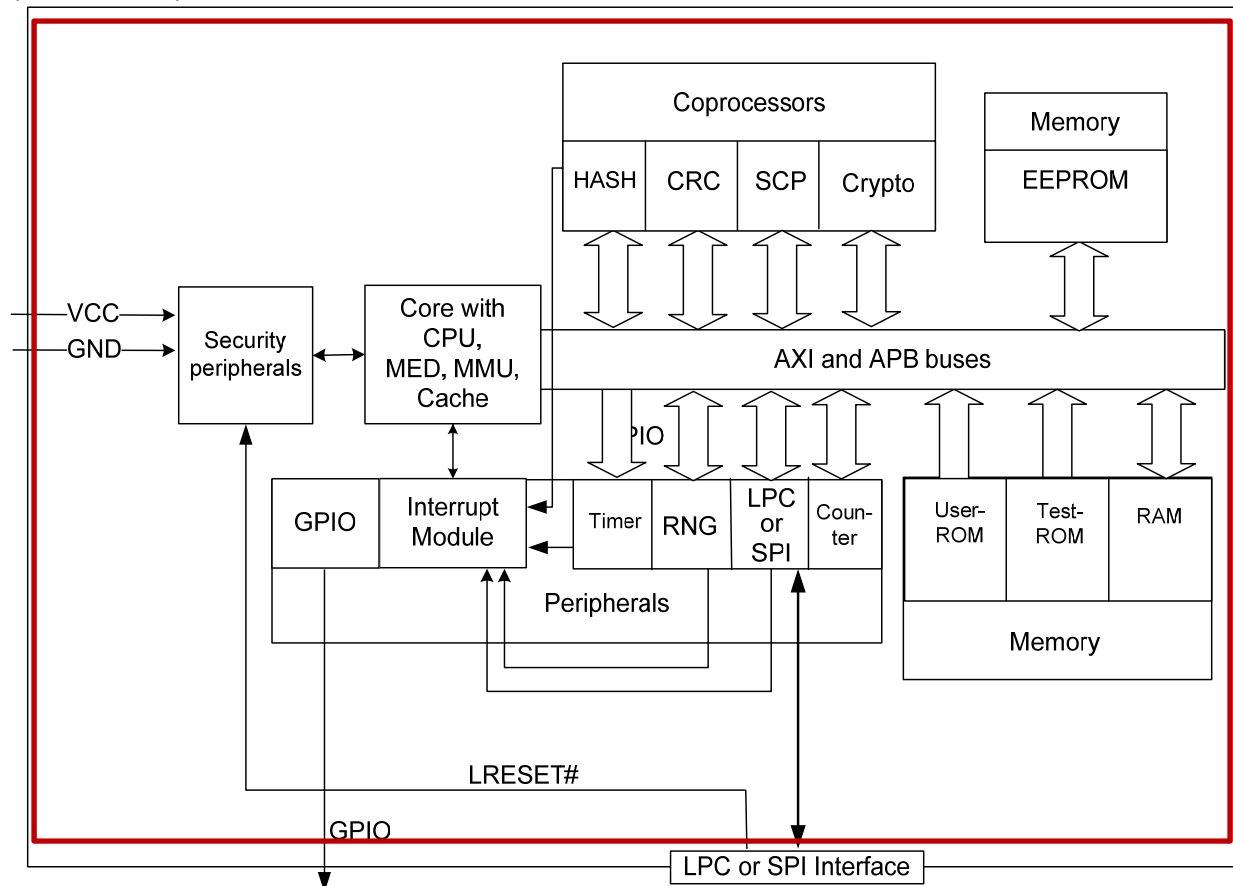 Coprocessors
HASH
CRC
SCP
Crypto
Memory
EEPROM
VCC
GND
Security
peripherals
Core with
CPU,
MED, MMU,
Cache
AXI and APB buses
GPIO
Interrupt
Module
Timer
RNG
LPC
or
SPI
Coun-
ter
Peripherals
User-
ROM
Test-
ROM
RAM
Memory
LRESET#
GPIO
LPC or SPI Interface